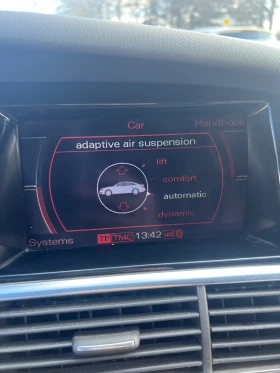 Car Handbook
adaptive air suspension
lift
comfort
automatic
dynamic
Systems TP TMC 13:42